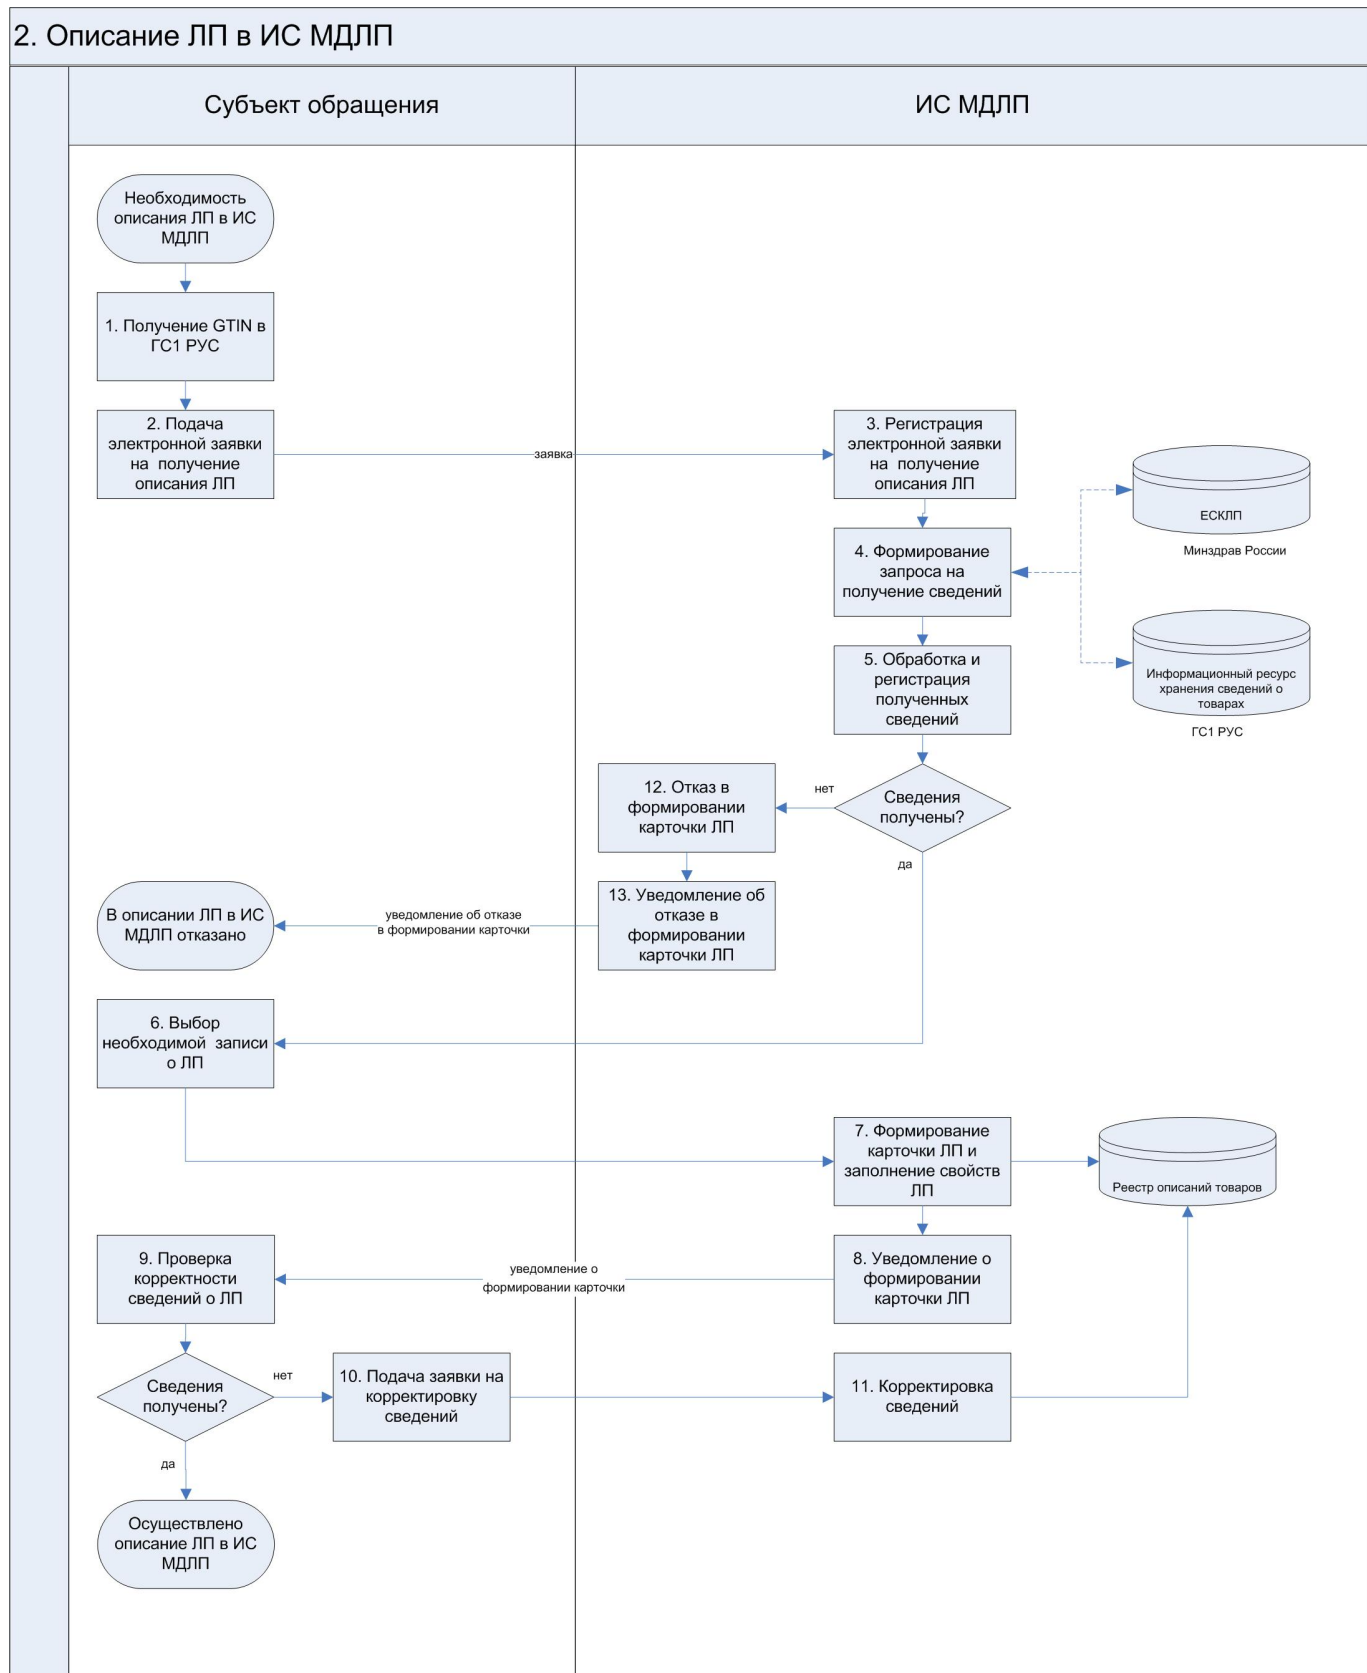 2. Описание ЛП в ИС МДЛП
Субъект обращения
ИС МДЛП
Необходимость
описания ЛП в ИС
МДЛП
1. Получение GTIN в
ГС1 РУС
2. Подача
электронной заявки
на получение
описания ЛП
заявка
3. Регистрация
электронной заявки
на получение
описания ЛП
ЕСКЛП
Минздрав России
4. Формирование
запроса на
получение сведений
Информационный ресурс
хранения сведений о
товарах
ГС1 РУС
5. Обработка и
регистрация
полученных
сведений
Сведения
получены?
нет
да
12. Отказ в
формировании
карточки ЛП
13. Уведомление об
отказе в
формировании
карточки ЛП
уведомление об отказе
в формировании карточки
В описании ЛП в ИС
МДЛП отказано
6. Выбор
необходимой записи
о ЛП
7. Формирование
карточки ЛП и
заполнение свойств
ЛП
Реестр описаний товаров
8. Уведомление о
формировании
карточки ЛП
уведомление о
формировании карточки
9. Проверка
корректности
сведений о ЛП
Сведения
получены?
нет
да
10. Подача заявки на
корректировку
сведений
11. Корректировка
сведений
Осуществлено
описание ЛП в ИС
МДЛП